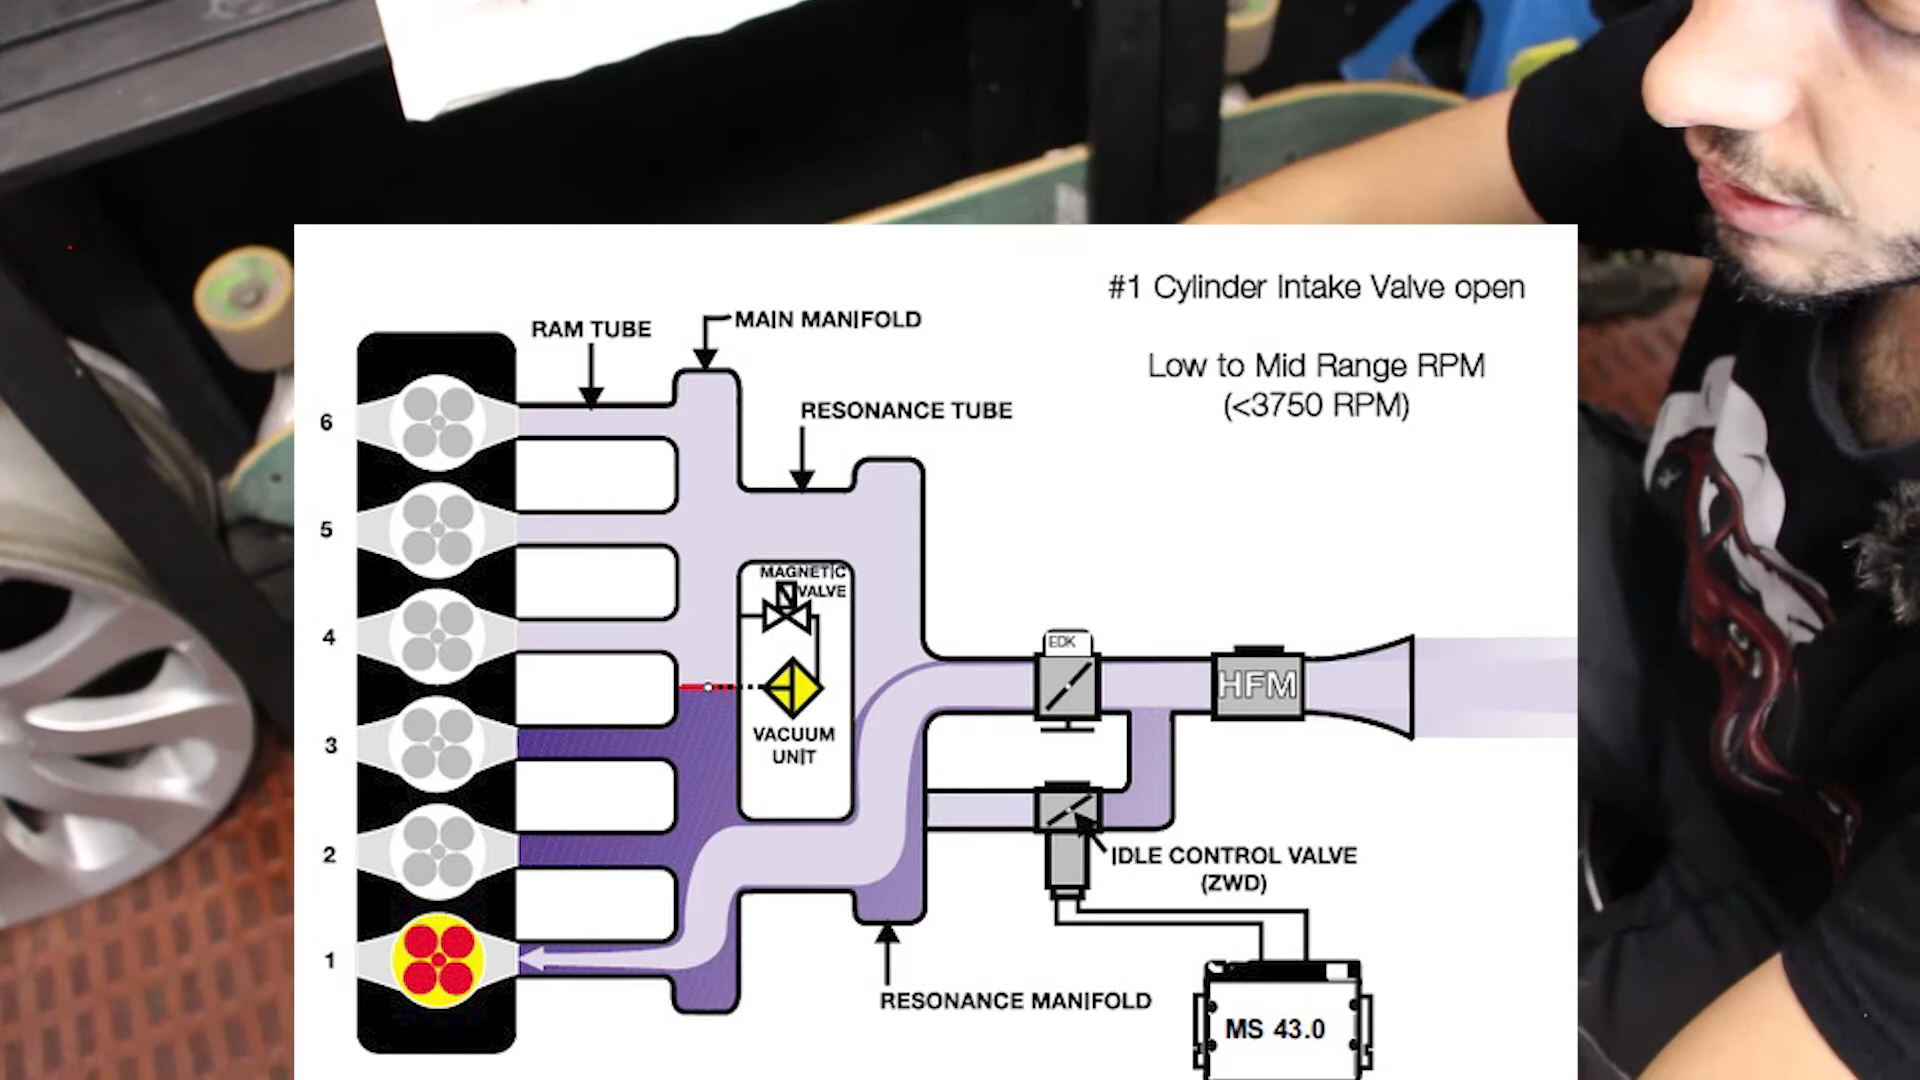 #1 Cylinder Intake Valve open
Low to Mid Range RPM
(<3750 RPM)
RAM TUBE
MAIN MANIFOLD
RESONANCE TUBE
6
5
4
3
2
1
MAGNETIC
VALVE
VACUUM
UNIT
EDK
HFM
IDLE CONTROL VALVE
(ZWD)
RESONANCE MANIFOLD
MS 43.0